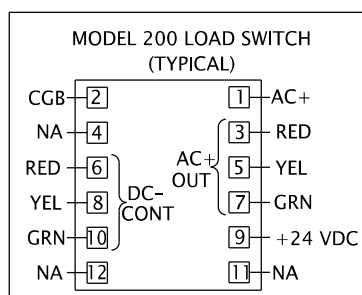 MODEL 200 LOAD SWITCH
(TYPICAL)
CGB 2 1 AC+
NA 4 3 RED
RED 6 AC+ 5 YEL
OUT
YEL 8 DC- 7 GRN
CONT
GRN 10 9 +24 VDC
NA 12 11 NA